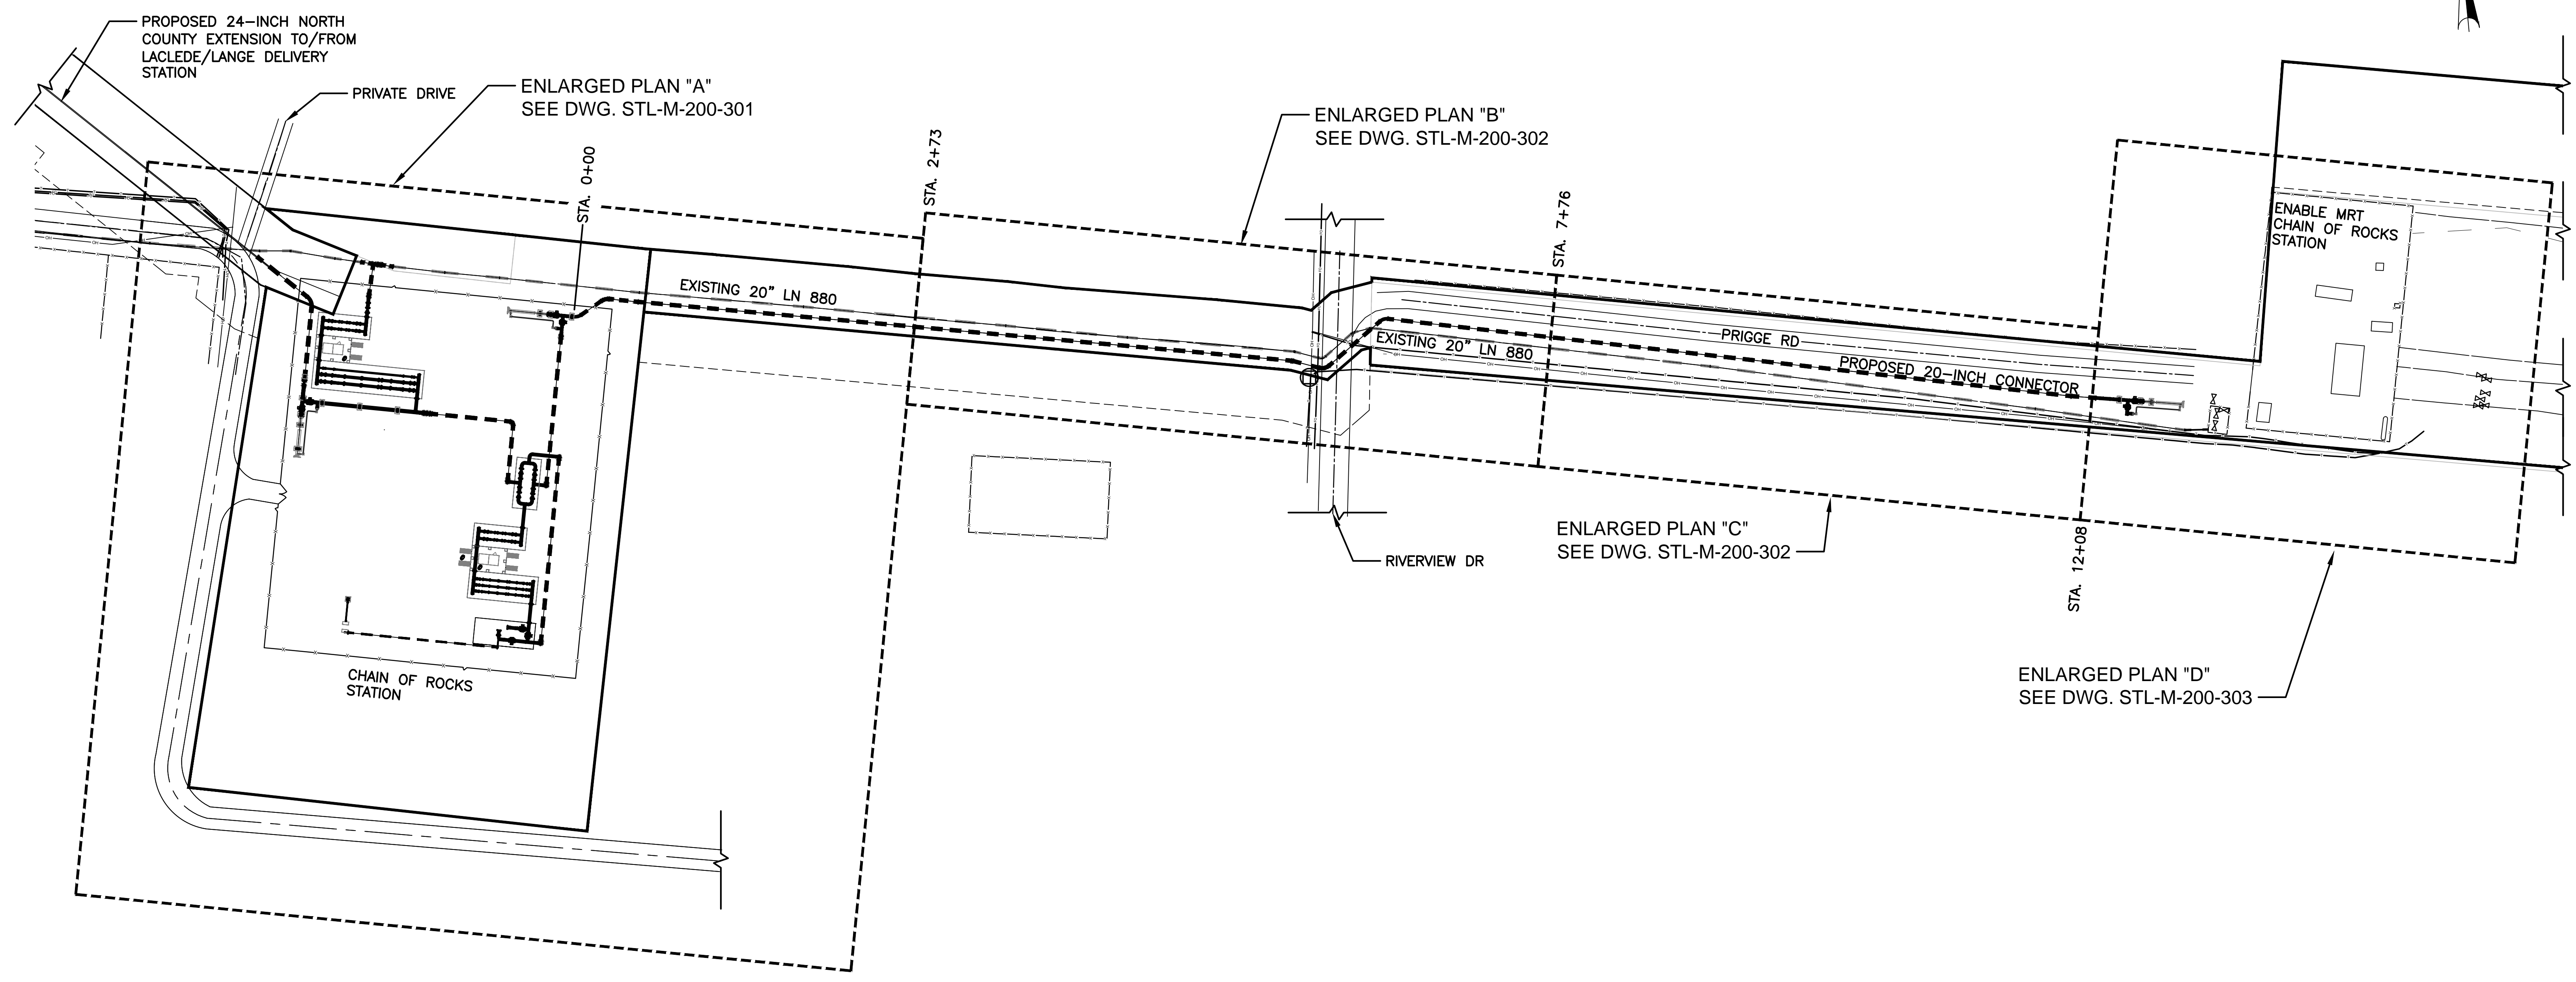 PROPOSED 24-INCH NORTH
COUNTY EXTENSION TO/FROM
LACLEDE/LANGE DELIVERY
STATION
PRIVATE DRIVE
ENLARGED PLAN "A"
SEE DWG. STL-M-200-301
STA. 0+00
STA. 2+73
ENLARGED PLAN "B"
SEE DWG. STL-M-200-302
STA. 7+76
ENABLE MRT
CHAIN OF ROCKS
STATION
EXISTING 20" LN 880
EXISTING 20" LN 880
PRIGGE RD
PROPOSED 20-INCH CONNECTOR
RIVERVIEW DR
ENLARGED PLAN "C"
SEE DWG. STL-M-200-302
STA. 12+08
CHAIN OF ROCKS
STATION
ENLARGED PLAN "D"
SEE DWG. STL-M-200-303